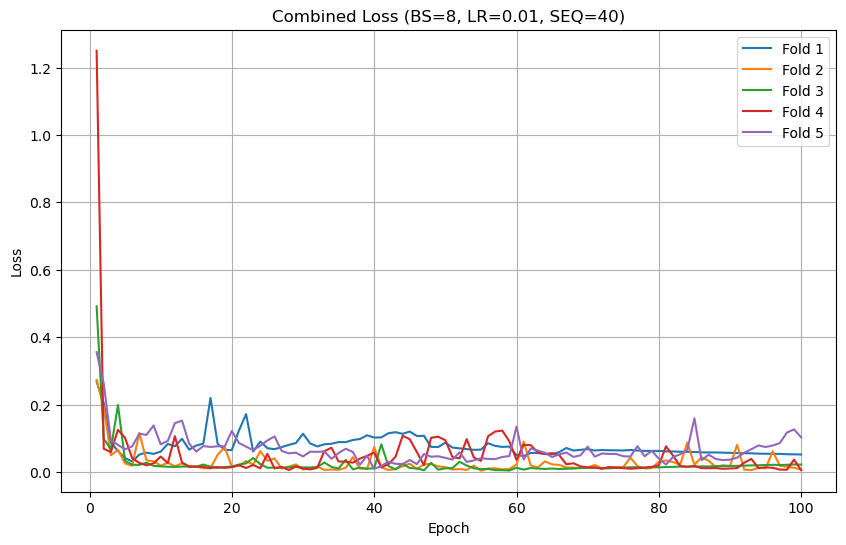 Combined Loss (BS=8, LR=0.01, SEQ=40)
Fold 1
Fold 2
Fold 3
Fold 4
Fold 5
1.2
1.0
0.8
0.6
0.4
0.2
0.0
Loss
0 20 40 60 80 100
Epoch